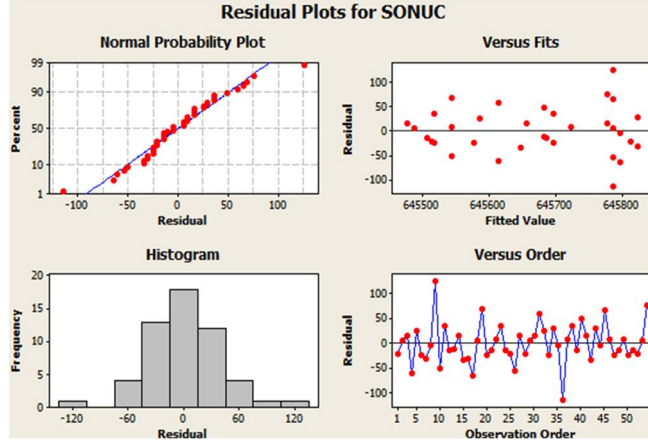 Residual Plots for SONUC
Normal Probability Plot
Versus Fits
99
90
50
10
1
Percent
-100 -50 0 50 100
Residual
100
50
0
-50
-100
Residual
645500 645600 645700 645800
Fitted Value
Histogram
Versus Order
20
15
10
5
0
Frequency
-120 -60 0 60 120
Residual
100
50
0
-50
-100
Residual
1 5 10 15 20 25 30 35 40 45 50
Observation Order